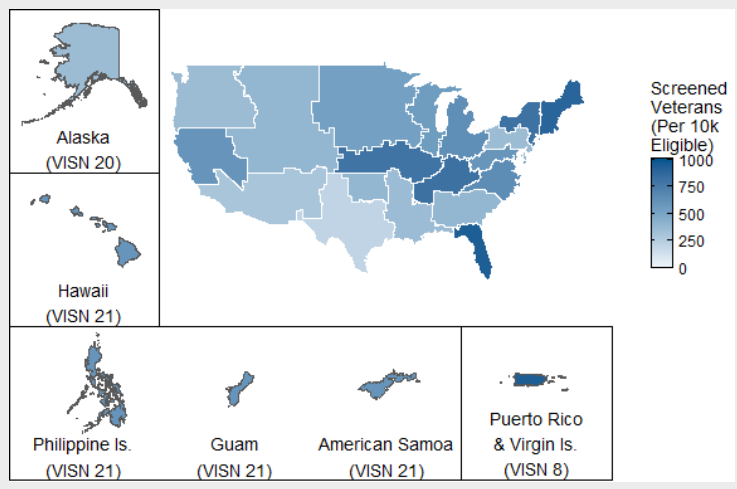 Alaska
(VISN 20)
Hawaii
(VISN 21)
Philippine Is.
(VISN 21)
Guam
(VISN 21)
American Samoa
(VISN 21)
Puerto Rico
& Virgin Is.
(VISN 8)
Screened
Veterans
(Per 10k
Eligible)
1000
750
500
250
0